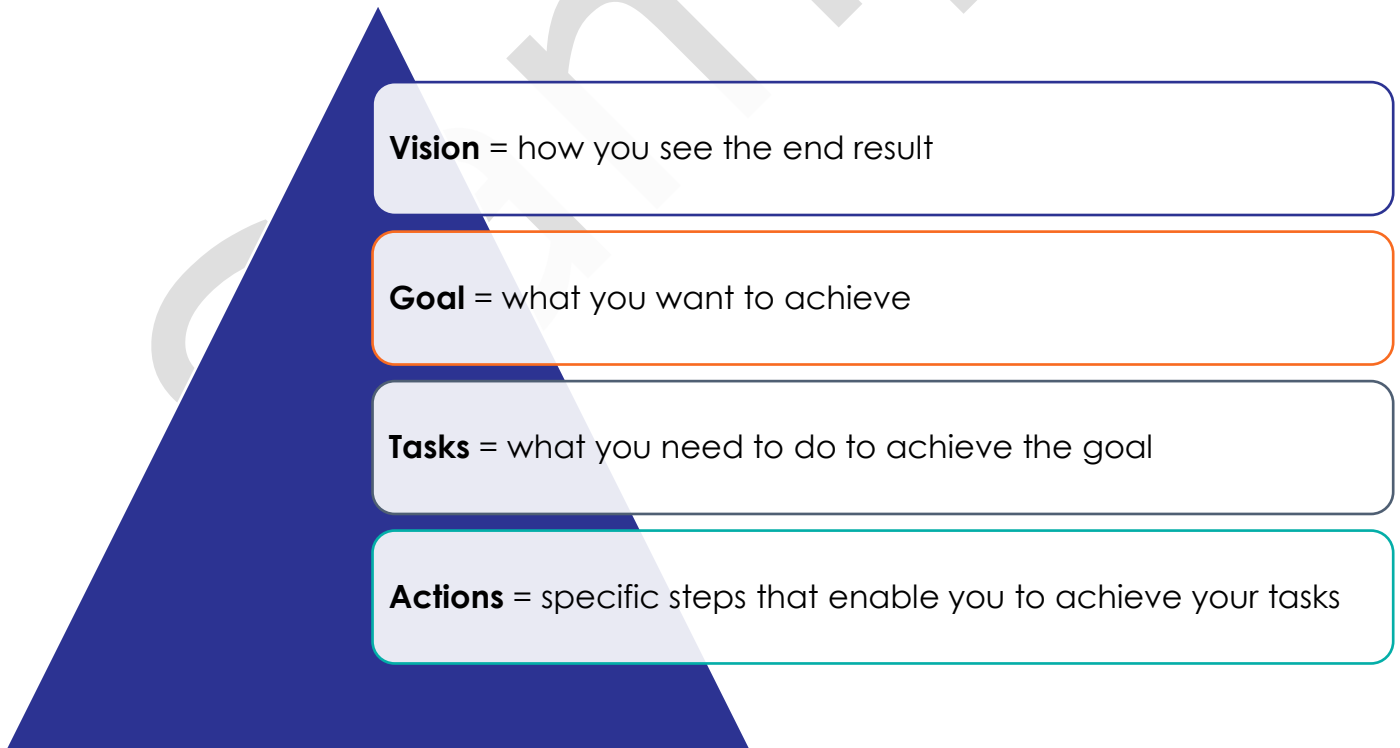 Vision = how you see the end result
Goal = what you want to achieve
Tasks = what you need to do to achieve the goal
Actions = specific steps that enable you to achieve your tasks